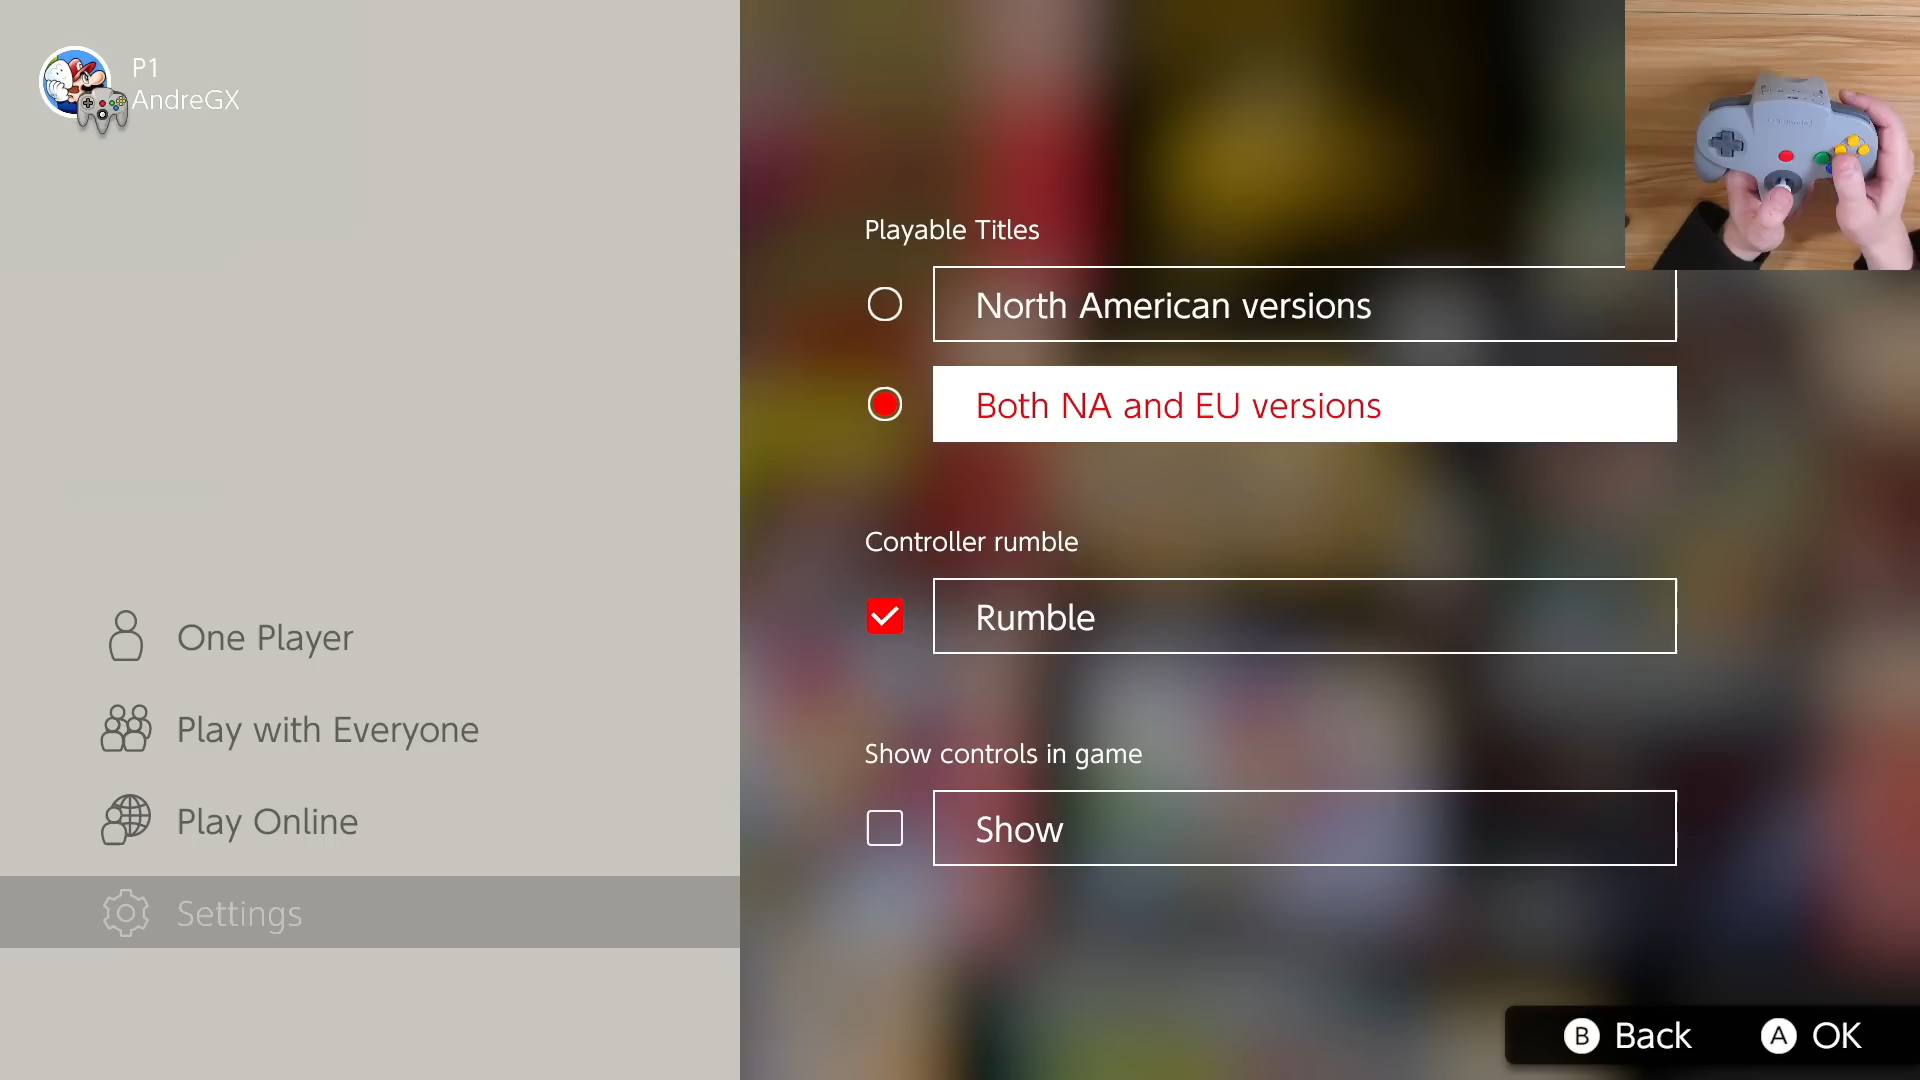 P1
AndreGX
One Player
Play with Everyone
Play Online
Settings
Playable Titles
North American versions
Both NA and EU versions
Controller rumble
Rumble
Show controls in game
Show
B Back A OK